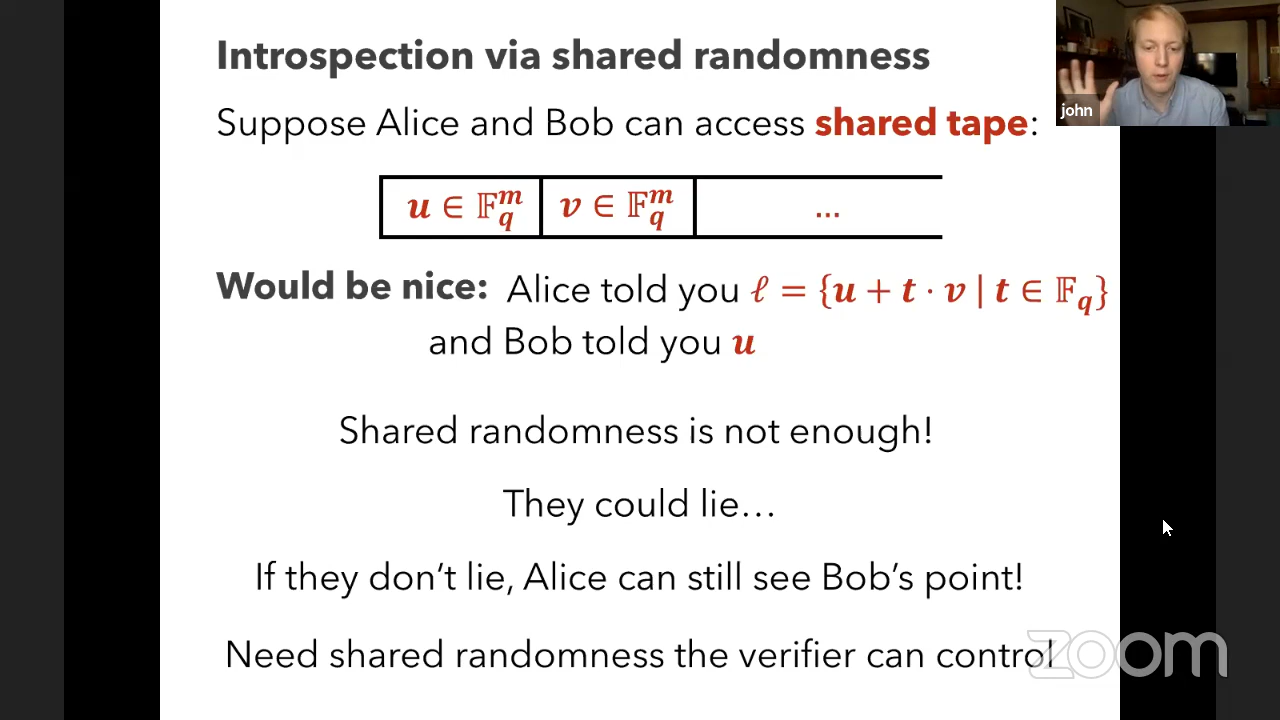 Introspection via shared randomness
john
Suppose Alice and Bob can access shared tape:
u ∈ 𝔽_q^m v ∈ 𝔽_q^m ...
Would be nice: Alice told you ℓ = {u + t · v | t ∈ 𝔽_q}
and Bob told you u
Shared randomness is not enough!
They could lie…
If they don’t lie, Alice can still see Bob’s point!
Need shared randomness the verifier can control
zoom